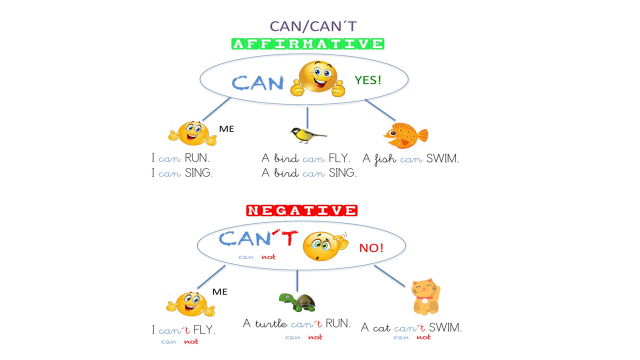 CAN/CAN´T
AFFIRMATIVE
CAN YES!
ME
I can RUN.
I can SING.
A bird can FLY.
A bird can SING.
A fish can SWIM.
NEGATIVE
CAN´T NO!
can not
ME
I can´t FLY.
can not
A turtle can´t RUN.
can not
A cat can´t SWIM.
can not